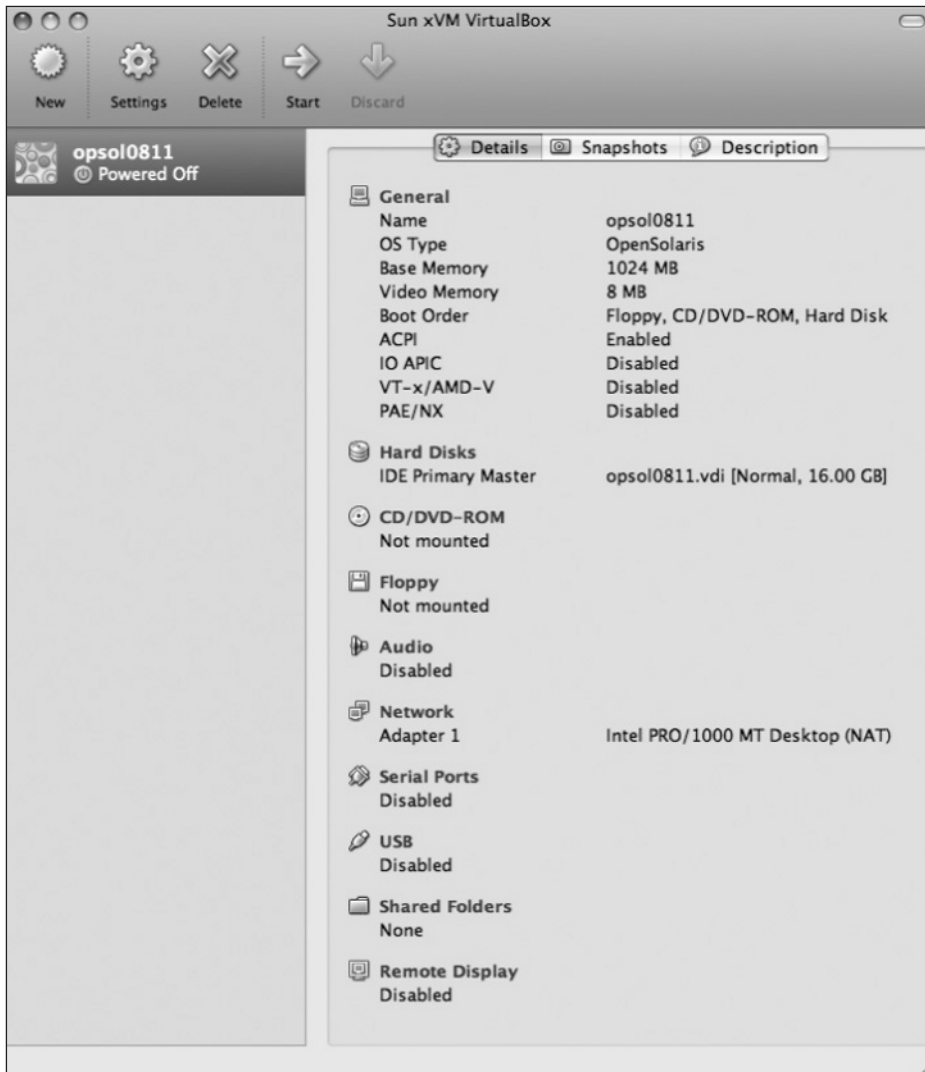 Sun xVM VirtualBox
New Settings Delete Start Discard
opsol0811
Powered Off
Details Snapshots Description
General
Name opsol0811
OS Type OpenSolaris
Base Memory 1024 MB
Video Memory 8 MB
Boot Order Floppy, CD/DVD-ROM, Hard Disk
ACPI Enabled
IO APIC Disabled
VT-x/AMD-V Disabled
PAE/NX Disabled
Hard Disks
IDE Primary Master opsol0811.vdi [Normal, 16.00 GB]
CD/DVD-ROM
Not mounted
Floppy
Not mounted
Audio
Disabled
Network
Adapter 1 Intel PRO/1000 MT Desktop (NAT)
Serial Ports
Disabled
USB
Disabled
Shared Folders
None
Remote Display
Disabled